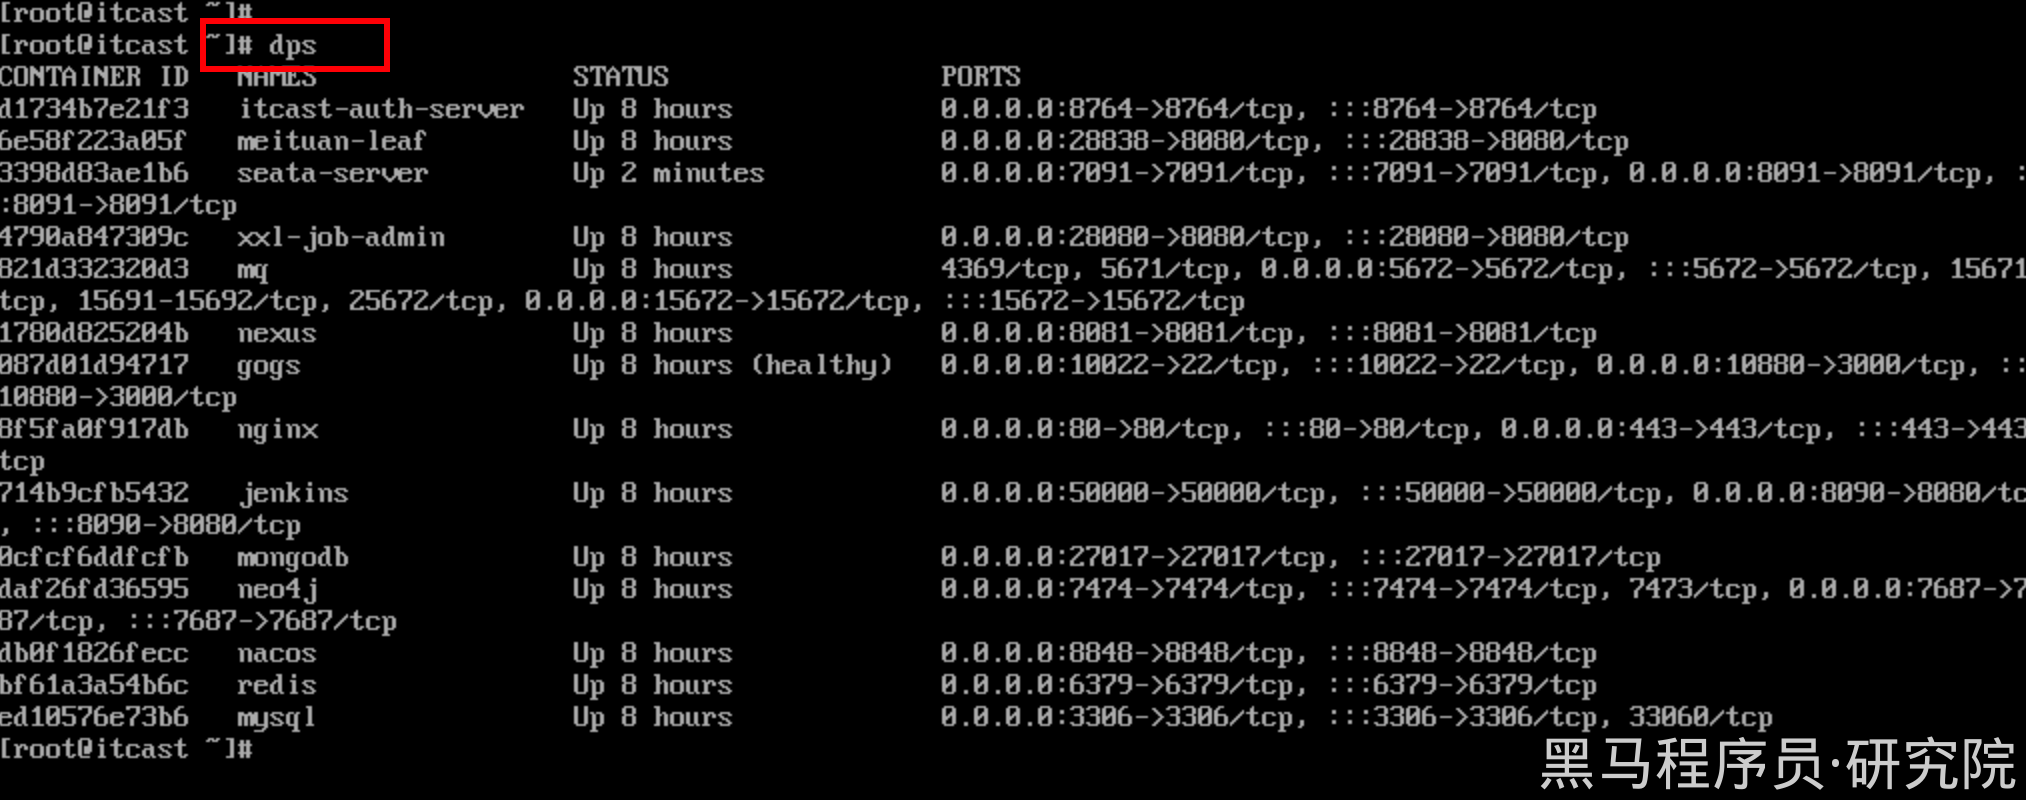 [root@itcast ~]#
[root@itcast ~]# dps
CONTAINER ID   NAMES                STATUS                 PORTS
d1734b7e21f3   itcast-auth-server   Up 8 hours             0.0.0.0:8764->8764/tcp, :::8764->8764/tcp
6e58f223a05f   meituan-leaf         Up 8 hours             0.0.0.0:28838->8080/tcp, :::28838->8080/tcp
3398d83ae1b6   seata-server         Up 2 minutes           0.0.0.0:7091->7091/tcp, :::7091->7091/tcp, 0.0.0.0:8091->8091/tcp, :
:8091->8091/tcp
4790a847309c   xxl-job-admin        Up 8 hours             0.0.0.0:28080->8080/tcp, :::28080->8080/tcp
821d332320d3   mq                   Up 8 hours             4369/tcp, 5671/tcp, 0.0.0.0:5672->5672/tcp, :::5672->5672/tcp, 15671
tcp, 15691-15692/tcp, 25672/tcp, 0.0.0.0:15672->15672/tcp, :::15672->15672/tcp
1780d825204b   nexus                Up 8 hours             0.0.0.0:8081->8081/tcp, :::8081->8081/tcp
087d01d94717   gogs                 Up 8 hours (healthy)   0.0.0.0:10022->22/tcp, :::10022->22/tcp, 0.0.0.0:10880->3000/tcp, ::
10880->3000/tcp
8f5fa0f917db   nginx                Up 8 hours             0.0.0.0:80->80/tcp, :::80->80/tcp, 0.0.0.0:443->443/tcp, :::443->443
tcp
714b9cfb5432   jenkins              Up 8 hours             0.0.0.0:50000->50000/tcp, :::50000->50000/tcp, 0.0.0.0:8090->8080/tc
, :::8090->8080/tcp
0cfcf6ddfcfb   mongodb              Up 8 hours             0.0.0.0:27017->27017/tcp, :::27017->27017/tcp
daf26fd36595   neo4j                Up 8 hours             0.0.0.0:7474->7474/tcp, :::7474->7474/tcp, 7473/tcp, 0.0.0.0:7687->7
87/tcp, :::7687->7687/tcp
db0f1826fecc   nacos                Up 8 hours             0.0.0.0:8848->8848/tcp, :::8848->8848/tcp
bf61a3a54b6c   redis                Up 8 hours             0.0.0.0:6379->6379/tcp, :::6379->6379/tcp
ed10576e73b6   mysql                Up 8 hours             0.0.0.0:3306->3306/tcp, :::3306->3306/tcp, 33060/tcp
[root@itcast ~]#
黑马程序员·研究院